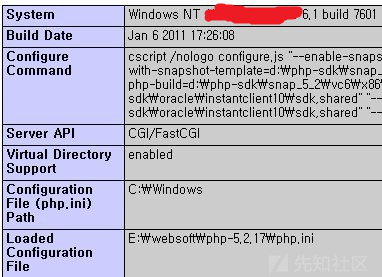 System Windows NT 6.1 build 7601
Build Date Jan 6 2011 17:26:08
Configure cscript /nologo configure.js "--enable-snaps
Command with-snapshot-template=d:₩php-sdk₩snap_
php-build=d:₩php-sdk₩snap_5_2₩vc6₩x86
sdk₩oracle₩instantclient10₩sdk,shared" "--
sdk₩oracle₩instantclient10₩sdk,shared" "--
Server API CGI/FastCGI
Virtual Directory enabled
Support
Configuration C:₩Windows
File (php.ini)
Path
Loaded E:₩websoft₩php-5.2.17₩php.ini
Configuration
File
先知社区